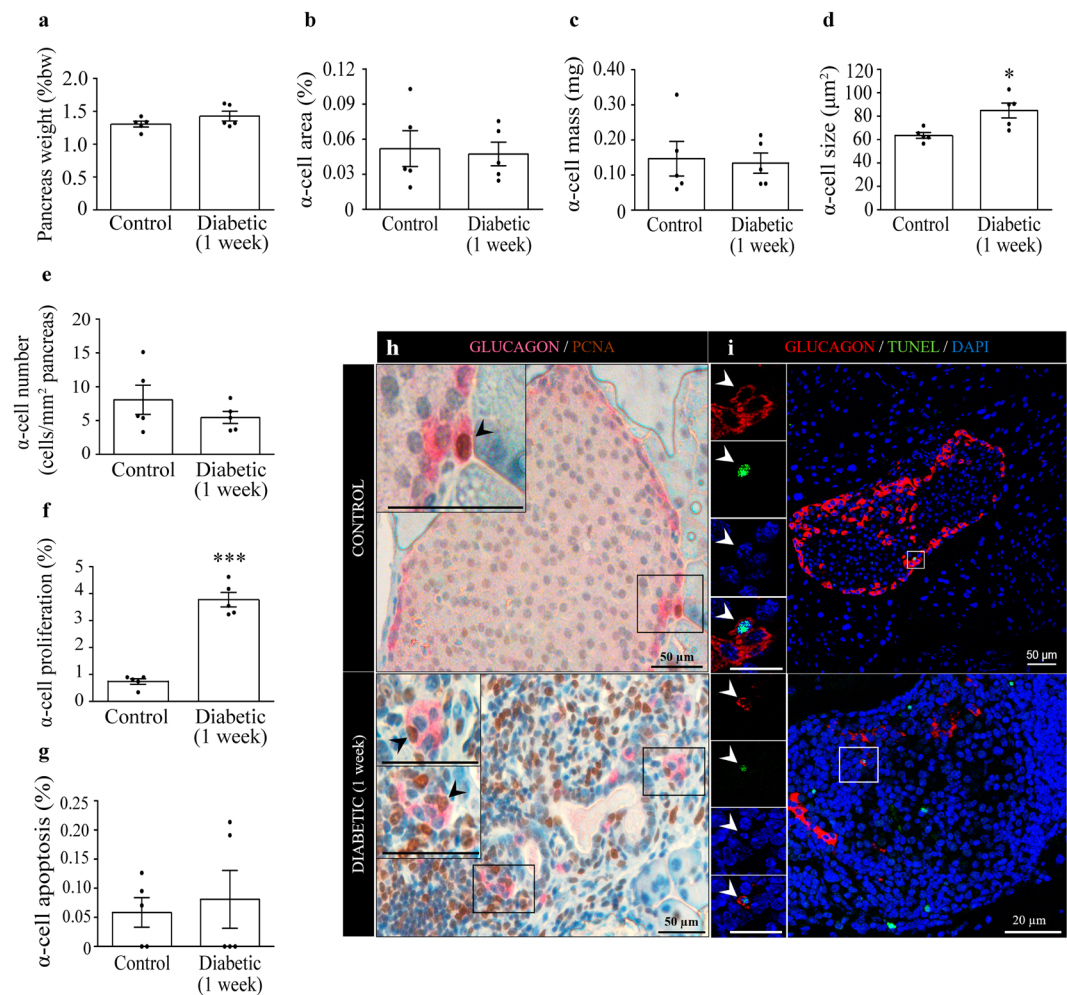 a
Pancreas weight (%bw)
2.0
1.5
1.0
0.5
0
Control
Diabetic
(1 week)
b
α-cell area (%)
0.12
0.09
0.06
0.03
0
Control
Diabetic
(1 week)
c
α-cell mass (mg)
0.40
0.30
0.20
0.10
0
Control
Diabetic
(1 week)
d
α-cell size (µm²)
120
100
80
60
40
20
0
*
Control
Diabetic
(1 week)
e
α-cell number
(cells/mm² pancreas)
20
15
10
5
0
Control
Diabetic
(1 week)
f
α-cell proliferation (%)
5
4
3
2
1
0
***
Control
Diabetic
(1 week)
g
α-cell apoptosis (%)
0.25
0.20
0.15
0.10
0.05
0
Control
Diabetic
(1 week)
h
GLUCAGON / PCNA
i
GLUCAGON / TUNEL / DAPI
CONTROL
50 µm
50 µm
DIABETIC (1 week)
50 µm
20 µm